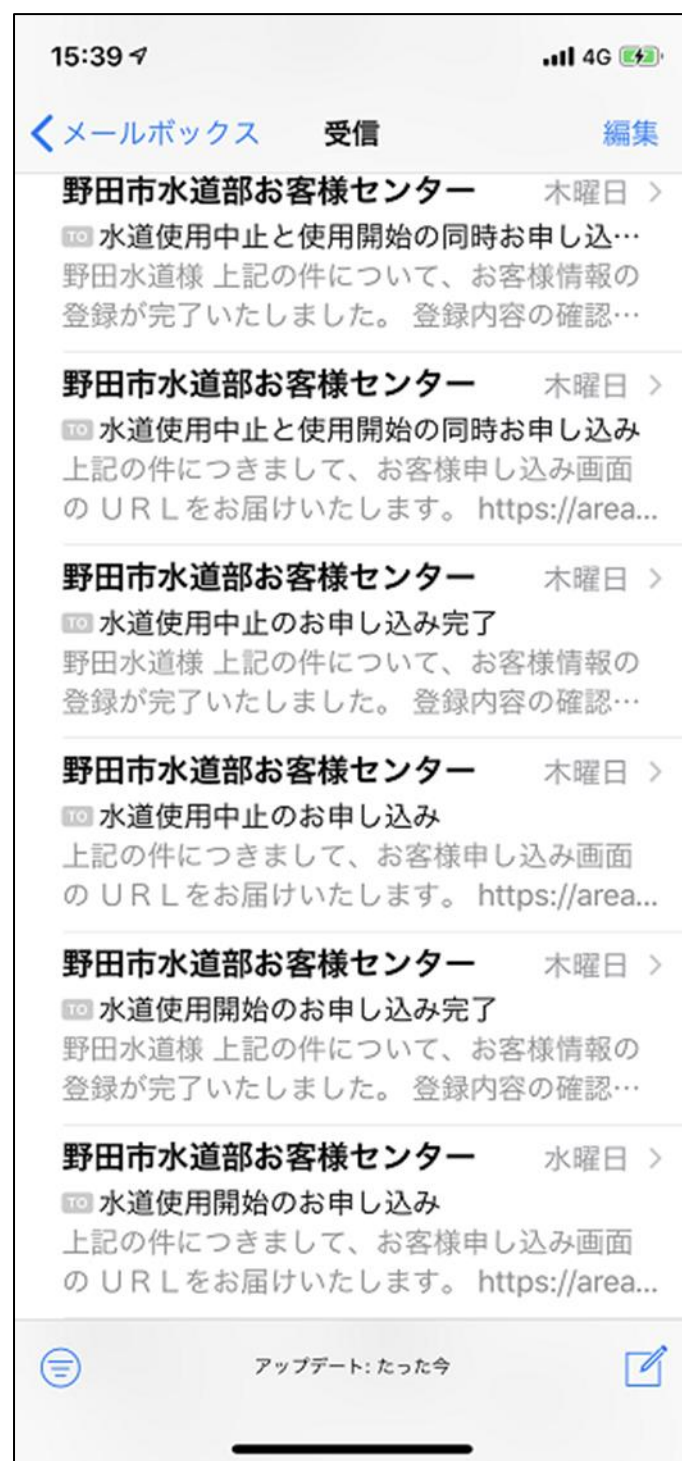 15:39
4G
メールボックス 受信 編集
野田市水道部お客様センター 木曜日
TO 水道使用中止と使用開始の同時お申し込…
野田水道様 上記の件について、お客様情報の
登録が完了いたしました。 登録内容の確認…
野田市水道部お客様センター 木曜日
TO 水道使用中止と使用開始の同時お申し込み
上記の件につきまして、お客様申し込み画面
のＵＲＬをお届けいたします。 https://area...
野田市水道部お客様センター 木曜日
TO 水道使用中止のお申し込み完了
野田水道様 上記の件について、お客様情報の
登録が完了いたしました。 登録内容の確認…
野田市水道部お客様センター 木曜日
TO 水道使用中止のお申し込み
上記の件につきまして、お客様申し込み画面
のＵＲＬをお届けいたします。 https://area...
野田市水道部お客様センター 木曜日
TO 水道使用開始のお申し込み完了
野田水道様 上記の件について、お客様情報の
登録が完了いたしました。 登録内容の確認…
野田市水道部お客様センター 水曜日
TO 水道使用開始のお申し込み
上記の件につきまして、お客様申し込み画面
のＵＲＬをお届けいたします。 https://area...
アップデート: たった今